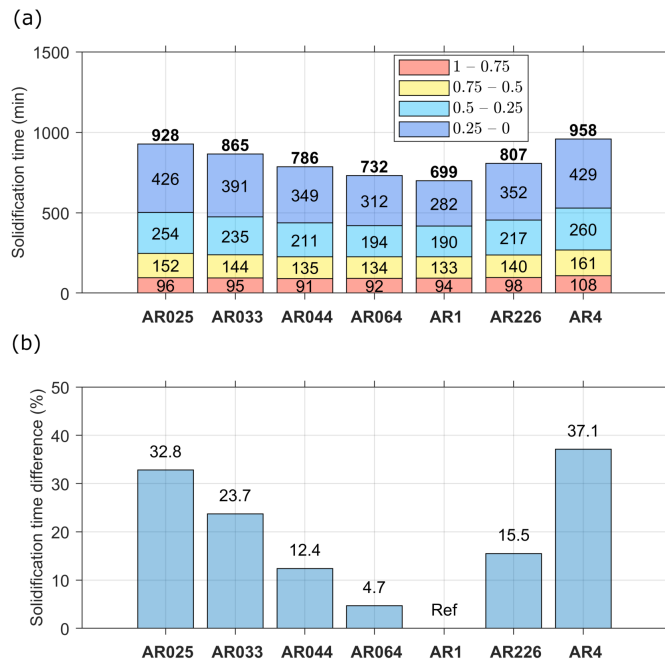 (a)
Solidification time (min)
1500
1000
500
0
1 – 0.75
0.75 – 0.5
0.5 – 0.25
0.25 – 0
928 865 786 732 699 807 958
426 391 349 312 282 352 429
254 235 211 194 190 217 260
152 144 135 134 133 140 161
96 95 91 92 94 98 108
AR025 AR033 AR044 AR064 AR1 AR226 AR4
(b)
Solidification time difference (%)
50
40
30
20
10
0
32.8 23.7 12.4 4.7 Ref 15.5 37.1
AR025 AR033 AR044 AR064 AR1 AR226 AR4